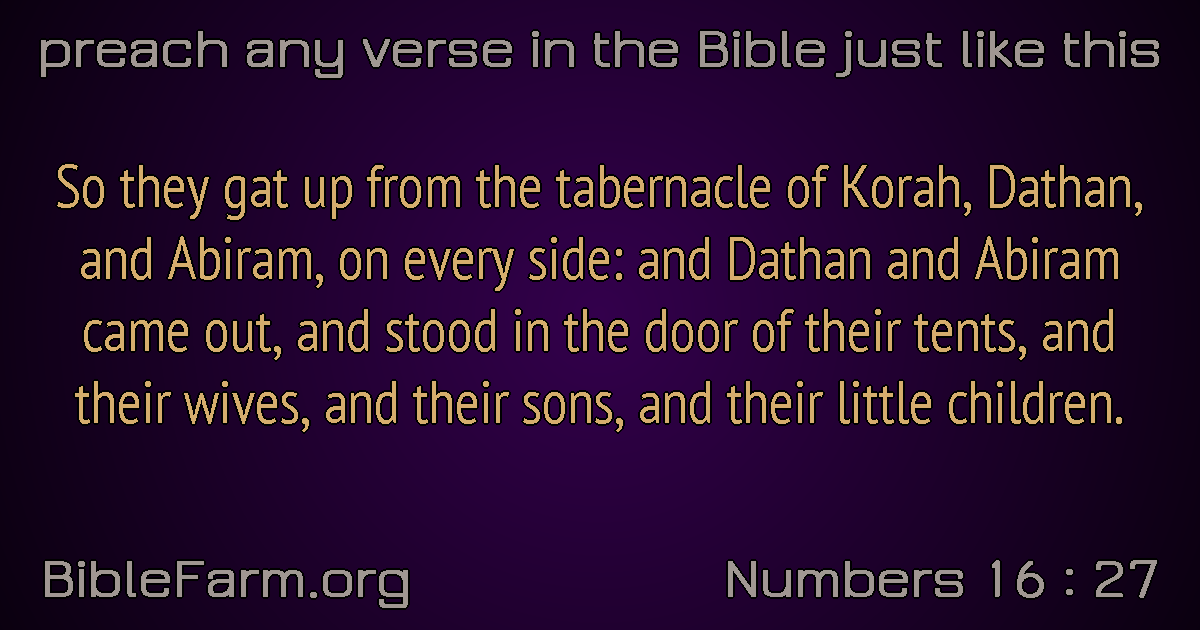 preach any verse in the Bible just like this
So they gat up from the tabernacle of Korah, Dathan,
and Abiram, on every side: and Dathan and Abiram
came out, and stood in the door of their tents, and
their wives, and their sons, and their little children.
BibleFarm.org
Numbers 16 : 27